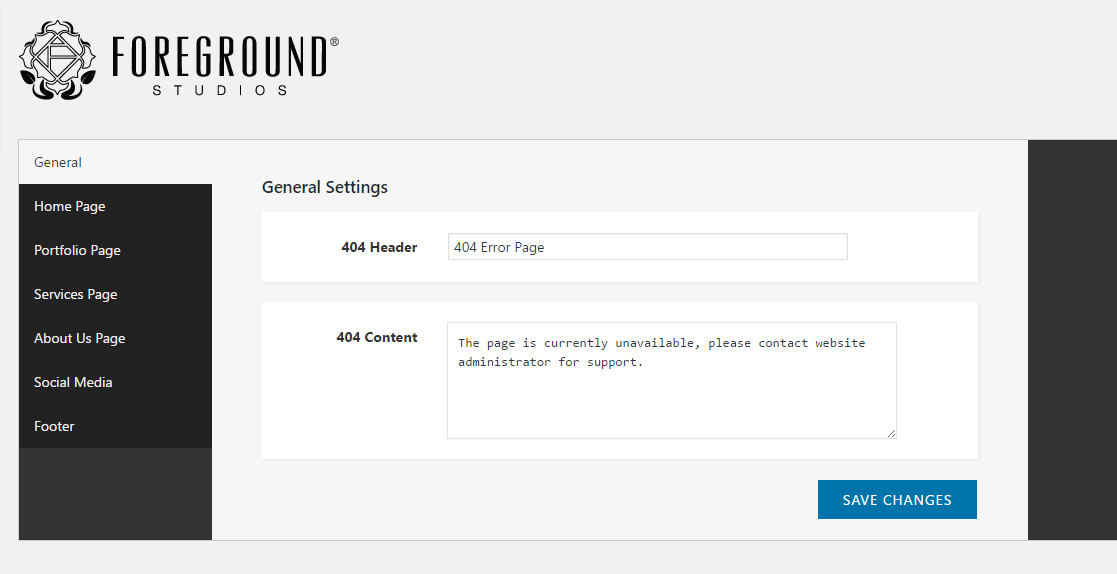 FOREGROUND®
STUDIOS
General
Home Page
Portfolio Page
Services Page
About Us Page
Social Media
Footer
General Settings
404 Header
404 Error Page
404 Content
The page is currently unavailable, please contact website
administrator for support.
SAVE CHANGES